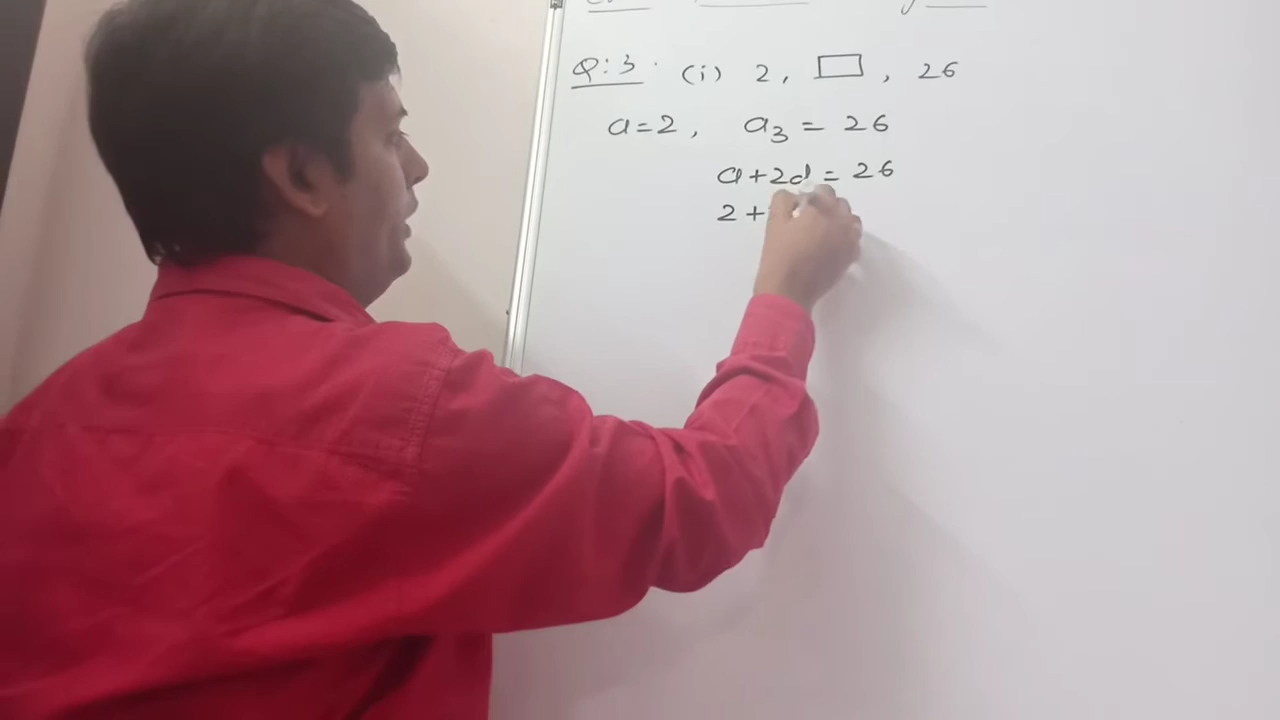 Q:3 (i) 2, □, 26
a=2, a₃ = 26
a+2d = 26
2+